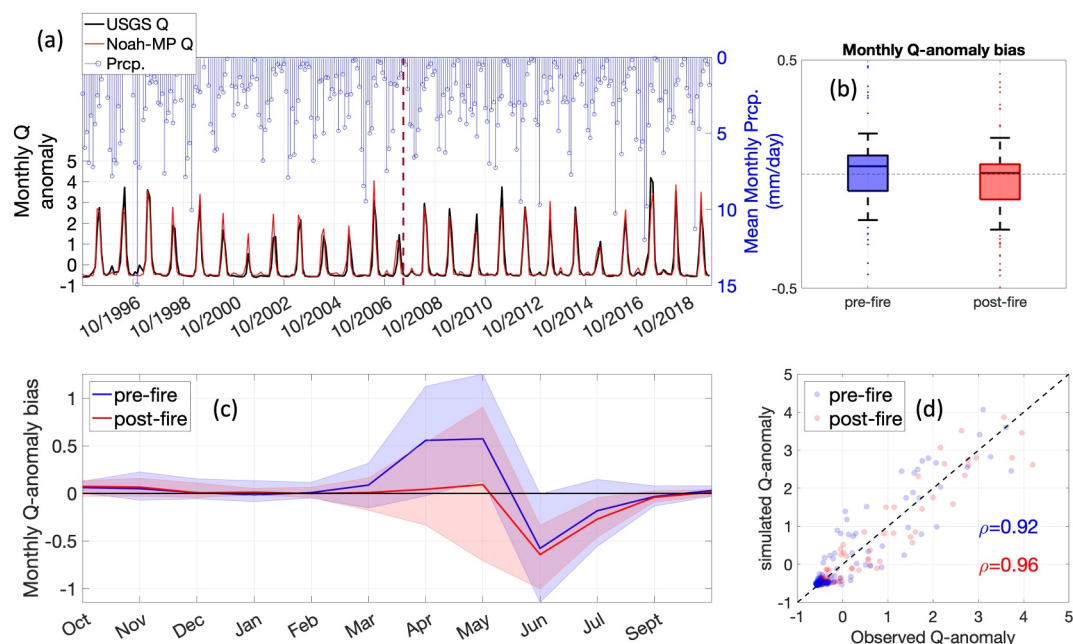 (a)
USGS Q
Noah-MP Q
Prcp.
Monthly Q
anomaly
5
4
3
2
1
0
-1
0
5
10
15
Mean Monthly Prcp.
(mm/day)
10/1996
10/1998
10/2000
10/2002
10/2004
10/2006
10/2008
10/2010
10/2012
10/2014
10/2016
10/2018
Monthly Q-anomaly bias
(b)
0.5
-0.5
pre-fire
post-fire
Monthly Q-anomaly bias
1
0.5
0
-0.5
-1
pre-fire
post-fire
(c)
Oct
Nov
Dec
Jan
Feb
Mar
Apr
May
Jun
Jul
Sept
simulated Q-anomaly
5
4
3
2
1
0
-1
pre-fire
post-fire
(d)
ρ=0.92
ρ=0.96
-1
0
1
2
3
4
5
Observed Q-anomaly